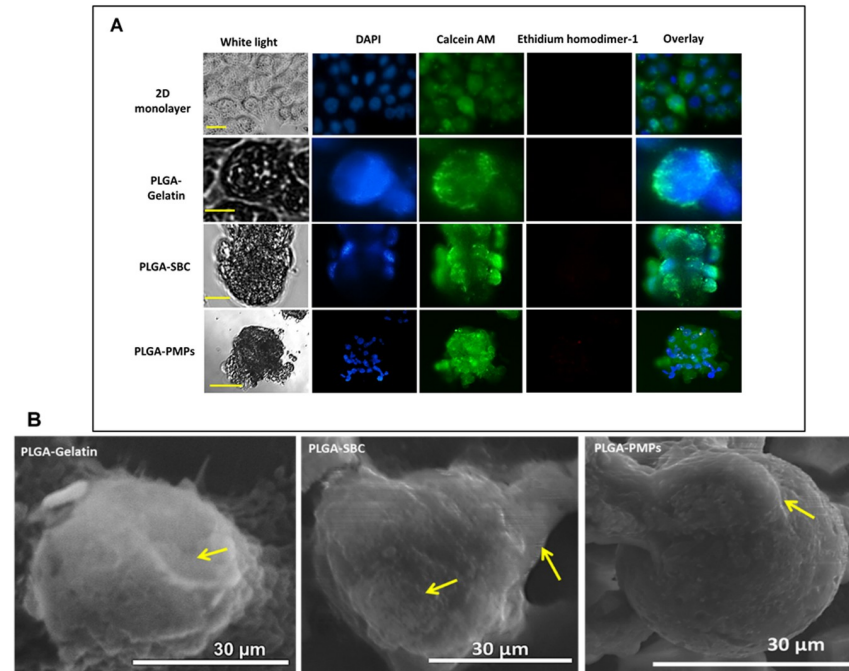 A
White light DAPI Calcein AM Ethidium homodimer-1 Overlay
2D
monolayer
PLGA-
Gelatin
PLGA-SBC
PLGA-PMPs
B
PLGA-Gelatin PLGA-SBC PLGA-PMPs
30 µm 30 µm 30 µm